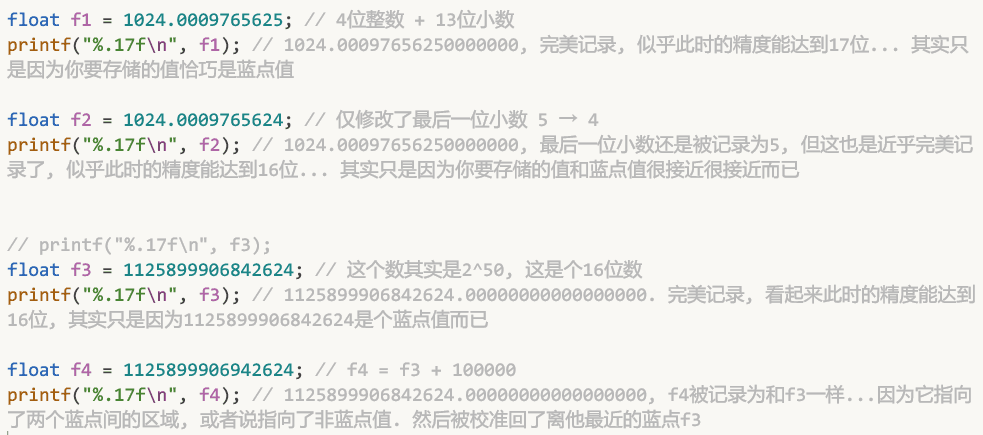 float f1 = 1024.0009765625; // 4位整数 + 13位小数
printf("%.17f\n", f1); // 1024.00097656250000000, 完美记录, 似乎此时的精度能达到17位... 其实只
是因为你要存储的值恰巧是蓝点值
float f2 = 1024.0009765624; // 仅修改了最后一位小数 5 → 4
printf("%.17f\n", f2); // 1024.00097656250000000, 最后一位小数还是被记录为5, 但这也是近乎完美记
录了, 似乎此时的精度能达到16位... 其实只是因为你要存储的值和蓝点值很接近很接近而已
// printf("%.17f\n", f3);
float f3 = 1125899906842624; // 这个数其实是2^50, 这是个16位数
printf("%.17f\n", f3); // 1125899906842624.00000000000000000. 完美记录, 看起来此时的精度能达到
16位, 其实只是因为1125899906842624是个蓝点值而已
float f4 = 1125899906942624; // f4 = f3 + 100000
printf("%.17f\n", f4); // 1125899906842624.00000000000000000, f4被记录为和f3一样...因为它指向
了两个蓝点间的区域, 或者说指向了非蓝点值. 然后被校准回了离他最近的蓝点f3